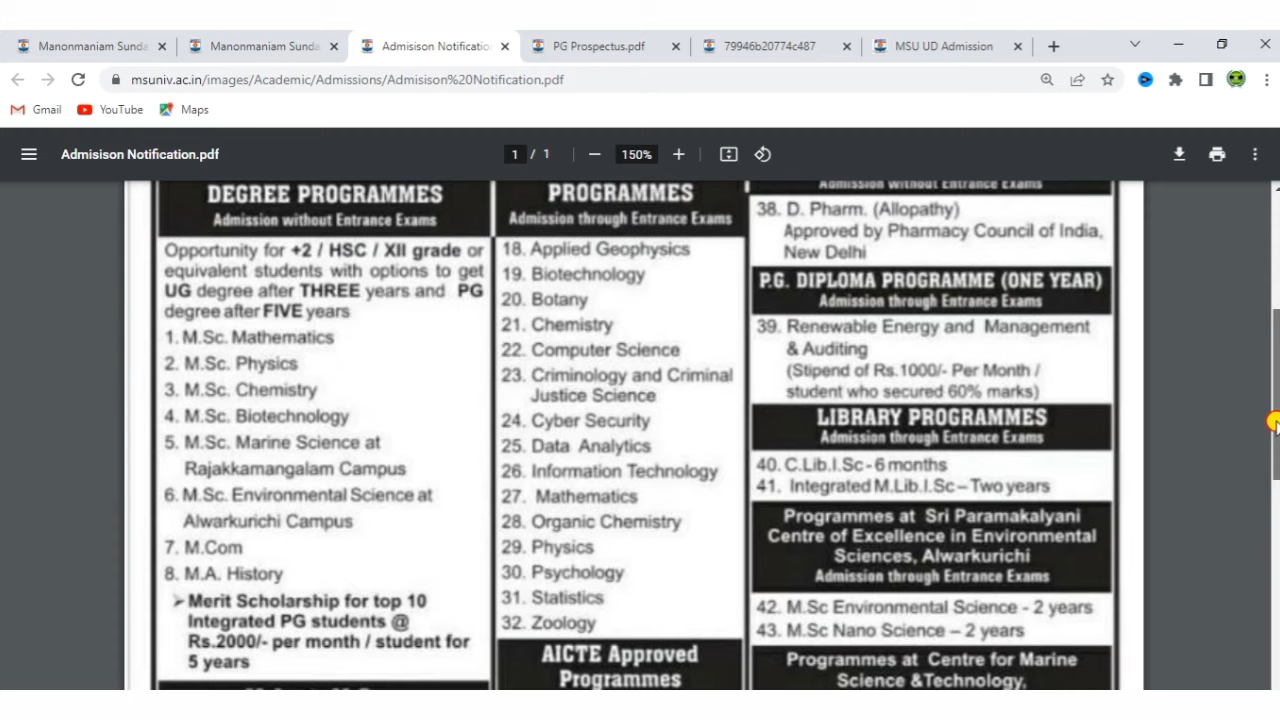 Manonmaniam Sunda
Manonmaniam Sunda
Admisison Notificatio
PG Prospectus.pdf
79946b20774c487
MSU UD Admission
msuniv.ac.in/images/Academic/Admissions/Admisison%20Notification.pdf
Gmail
YouTube
Maps
Admisison Notification.pdf
1 / 1
150%
DEGREE PROGRAMMES
Admission without Entrance Exams
Opportunity for +2 / HSC / XII grade or
equivalent students with options to get
UG degree after THREE years and PG
degree after FIVE years
1. M.Sc. Mathematics
2. M.Sc. Physics
3. M.Sc. Chemistry
4. M.Sc. Biotechnology
5. M.Sc. Marine Science at
Rajakkamangalam Campus
6. M.Sc. Environmental Science at
Alwarkurichi Campus
7. M.Com
8. M.A. History
➢ Merit Scholarship for top 10
Integrated PG students @
Rs.2000/- per month / student for
5 years
PROGRAMMES
Admission through Entrance Exams
18. Applied Geophysics
19. Biotechnology
20. Botany
21. Chemistry
22. Computer Science
23. Criminology and Criminal
Justice Science
24. Cyber Security
25. Data Analytics
26. Information Technology
27. Mathematics
28. Organic Chemistry
29. Physics
30. Psychology
31. Statistics
32. Zoology
AICTE Approved
Programmes
Admission without Entrance Exams
38. D. Pharm. (Allopathy)
Approved by Pharmacy Council of India,
New Delhi
P.G. DIPLOMA PROGRAMME (ONE YEAR)
Admission through Entrance Exams
39. Renewable Energy and Management
& Auditing
(Stipend of Rs.1000/- Per Month /
student who secured 60% marks)
LIBRARY PROGRAMMES
Admission through Entrance Exams
40. C.Lib.I.Sc - 6 months
41. Integrated M.Lib.I.Sc – Two years
Programmes at Sri Paramakalyani
Centre of Excellence in Environmental
Sciences, Alwarkurichi
Admission through Entrance Exams
42. M.Sc Environmental Science - 2 years
43. M.Sc Nano Science – 2 years
Programmes at Centre for Marine
Science &Technology,